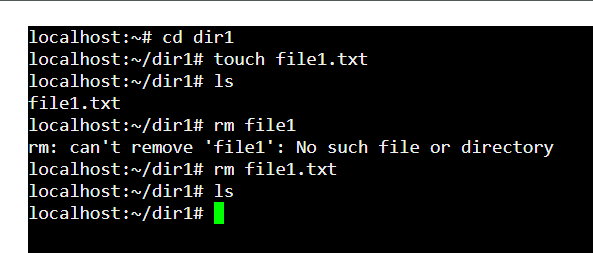 localhost:~# cd dir1
localhost:~/dir1# touch file1.txt
localhost:~/dir1# ls
file1.txt
localhost:~/dir1# rm file1
rm: can't remove 'file1': No such file or directory
localhost:~/dir1# rm file1.txt
localhost:~/dir1# ls
localhost:~/dir1#